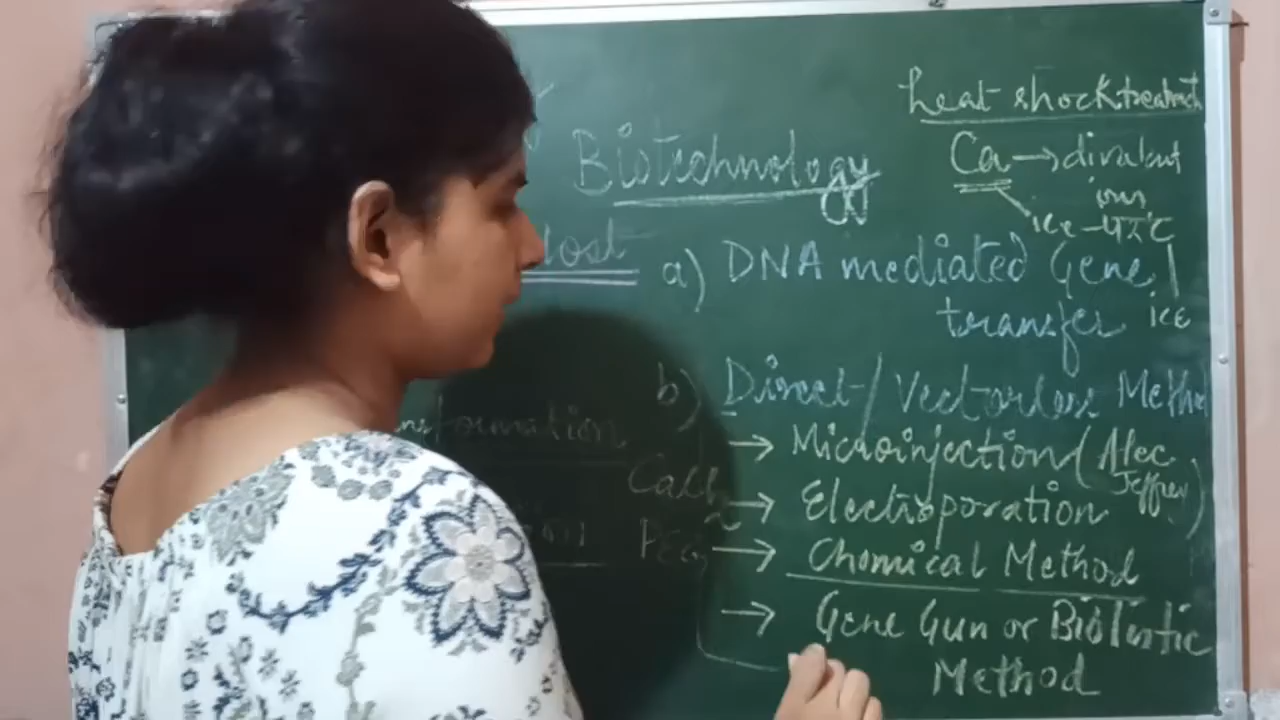 heat shock treatment
Biotechnology
Ca → divalent
ions
ice - 42°C
a) DNA mediated Gene
transfer ice
b) Direct / Vectorless Method
→ Microinjection (Alec
Jeffrey)
→ Electroporation
PEG → Chemical Method
→ Gene Gun or Biolistic
Method